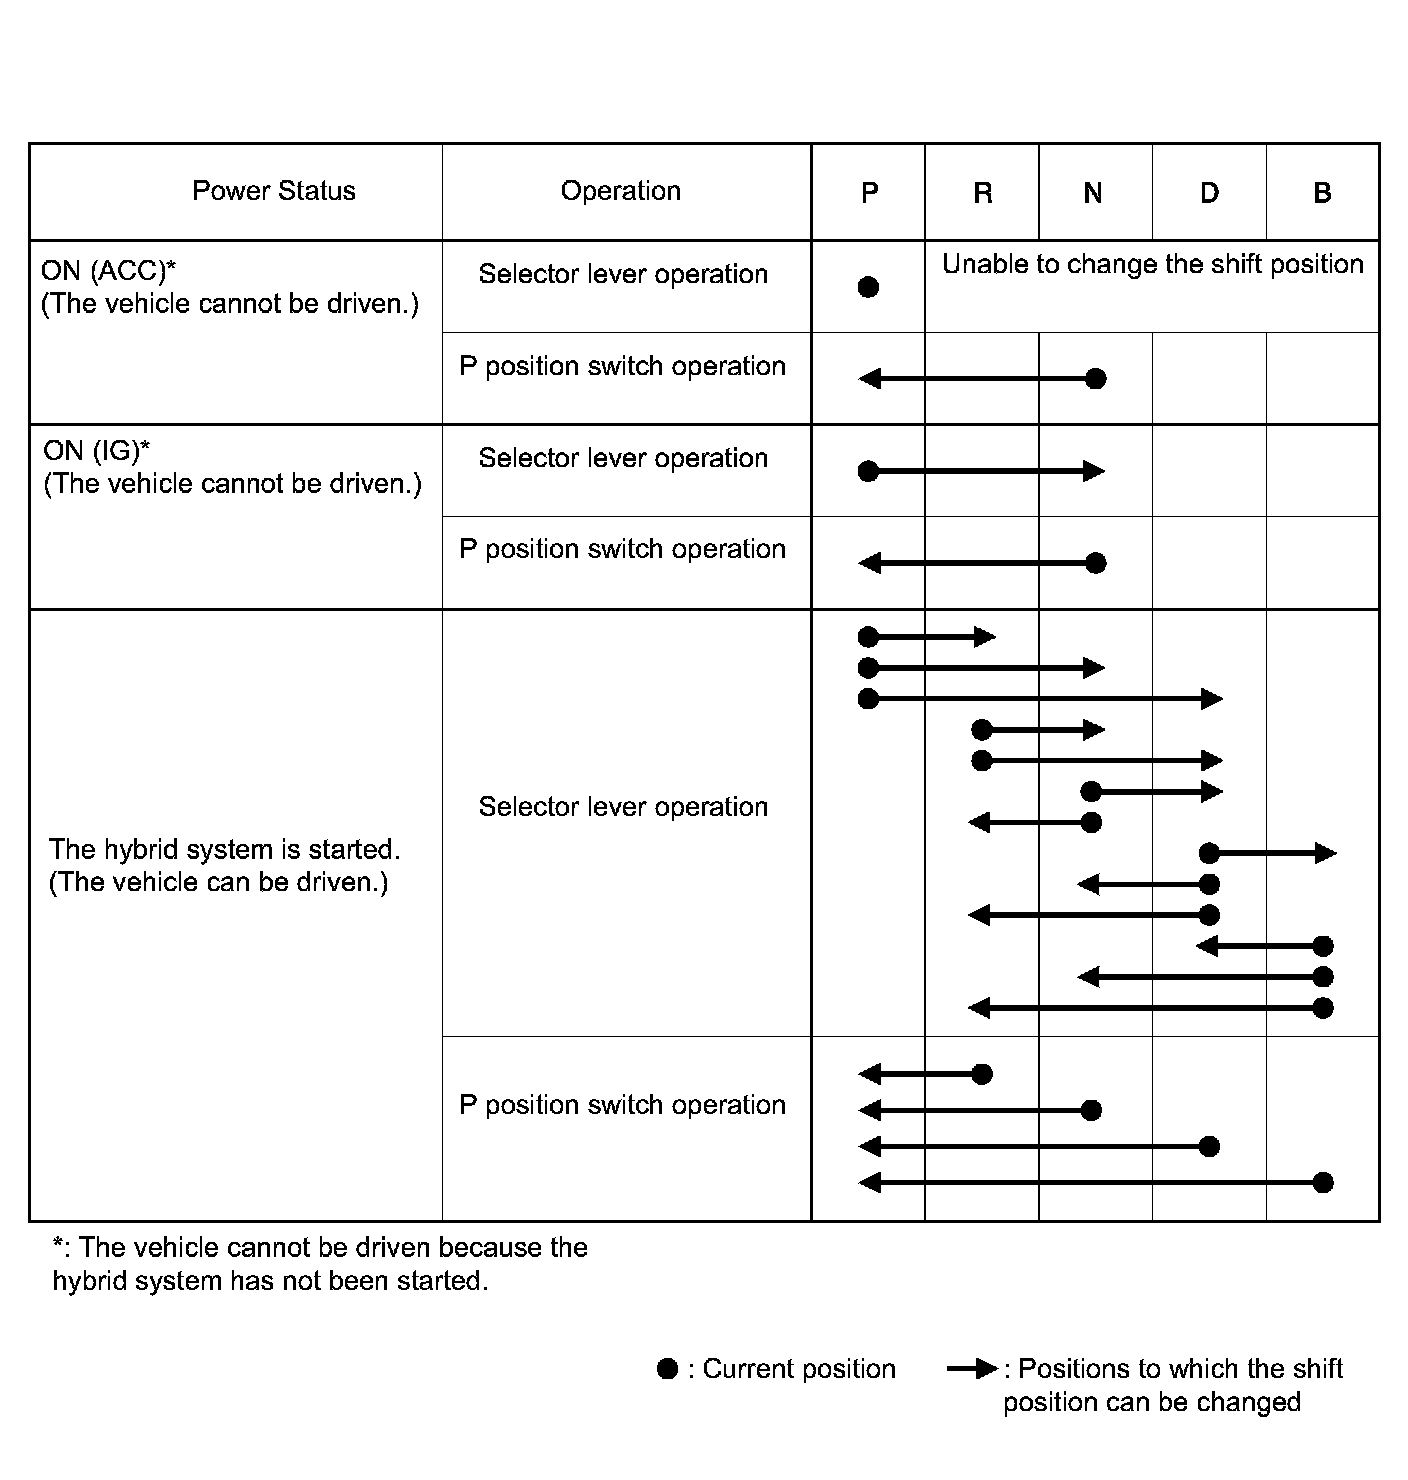 Power Status Operation P R N D B
ON (ACC)*
(The vehicle cannot be driven.)
Selector lever operation
Unable to change the shift position
P position switch operation
ON (IG)*
(The vehicle cannot be driven.)
Selector lever operation
P position switch operation
The hybrid system is started.
(The vehicle can be driven.)
Selector lever operation
P position switch operation
*: The vehicle cannot be driven because the
hybrid system has not been started.
: Current position
: Positions to which the shift
position can be changed